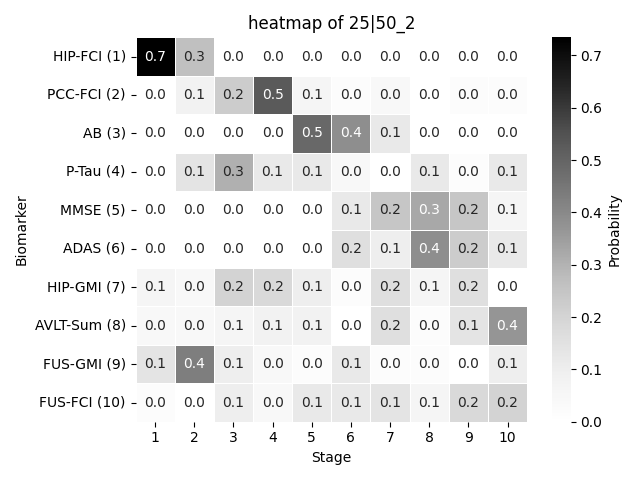 heatmap of 25|50_2
HIP-FCI (1) 0.7 0.3 0.0 0.0 0.0 0.0 0.0 0.0 0.0 0.0
PCC-FCI (2) 0.0 0.1 0.2 0.5 0.1 0.0 0.0 0.0 0.0 0.0
AB (3) 0.0 0.0 0.0 0.0 0.5 0.4 0.1 0.0 0.0 0.0
P-Tau (4) 0.0 0.1 0.3 0.1 0.1 0.0 0.0 0.1 0.0 0.1
MMSE (5) 0.0 0.0 0.0 0.0 0.0 0.1 0.2 0.3 0.2 0.1
ADAS (6) 0.0 0.0 0.0 0.0 0.0 0.2 0.1 0.4 0.2 0.1
HIP-GMI (7) 0.1 0.0 0.2 0.2 0.1 0.0 0.2 0.1 0.2 0.0
AVLT-Sum (8) 0.0 0.0 0.1 0.1 0.1 0.0 0.2 0.0 0.1 0.4
FUS-GMI (9) 0.1 0.4 0.1 0.0 0.0 0.1 0.0 0.0 0.0 0.1
FUS-FCI (10) 0.0 0.0 0.1 0.0 0.1 0.1 0.1 0.1 0.2 0.2
1 2 3 4 5 6 7 8 9 10
Stage
Biomarker
0.7
0.6
0.5
0.4
0.3
0.2
0.1
0.0
Probability